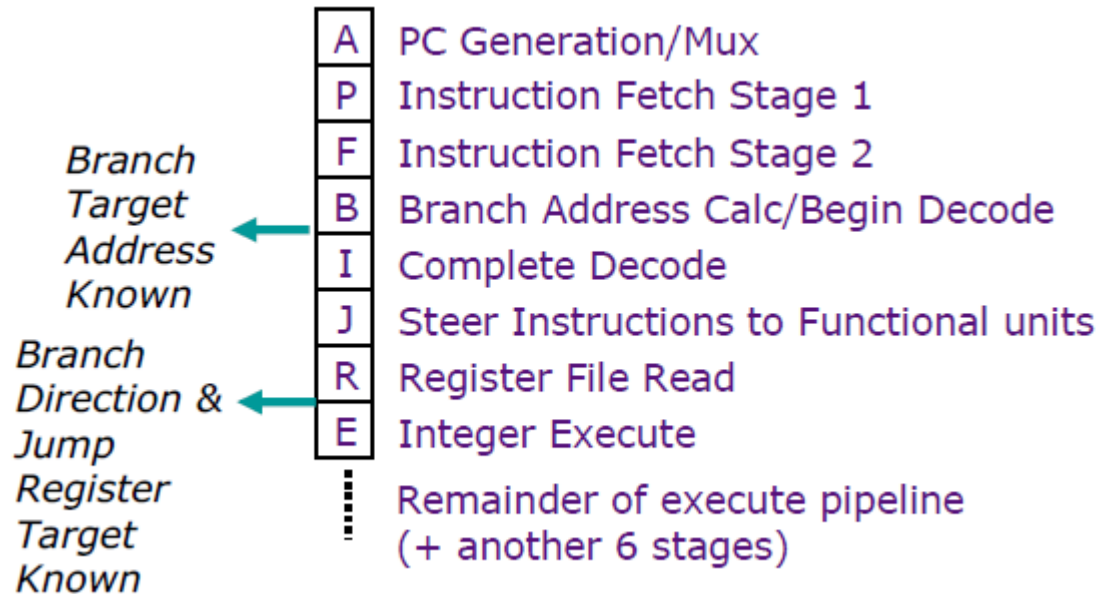 A PC Generation/Mux
P Instruction Fetch Stage 1
F Instruction Fetch Stage 2
Branch
Target
Address
Known
B Branch Address Calc/Begin Decode
I Complete Decode
J Steer Instructions to Functional units
Branch
Direction &
Jump
Register
Target
Known
R Register File Read
E Integer Execute
Remainder of execute pipeline
(+ another 6 stages)